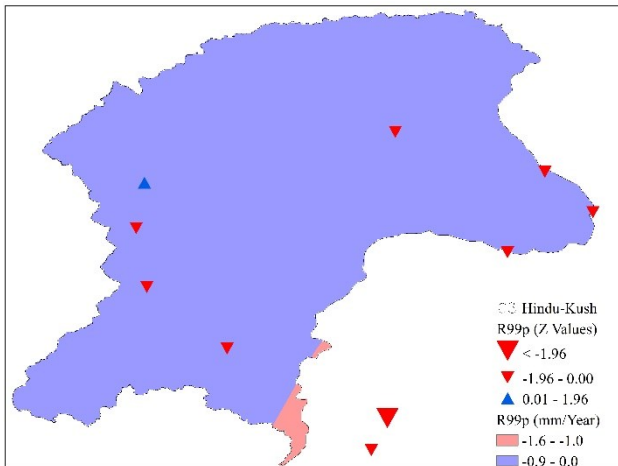 Hindu-Kush
R99p (Z Values)
< -1.96
-1.96 - 0.00
0.01 - 1.96
R99p (mm/Year)
-1.6 - -1.0
-0.9 - 0.0